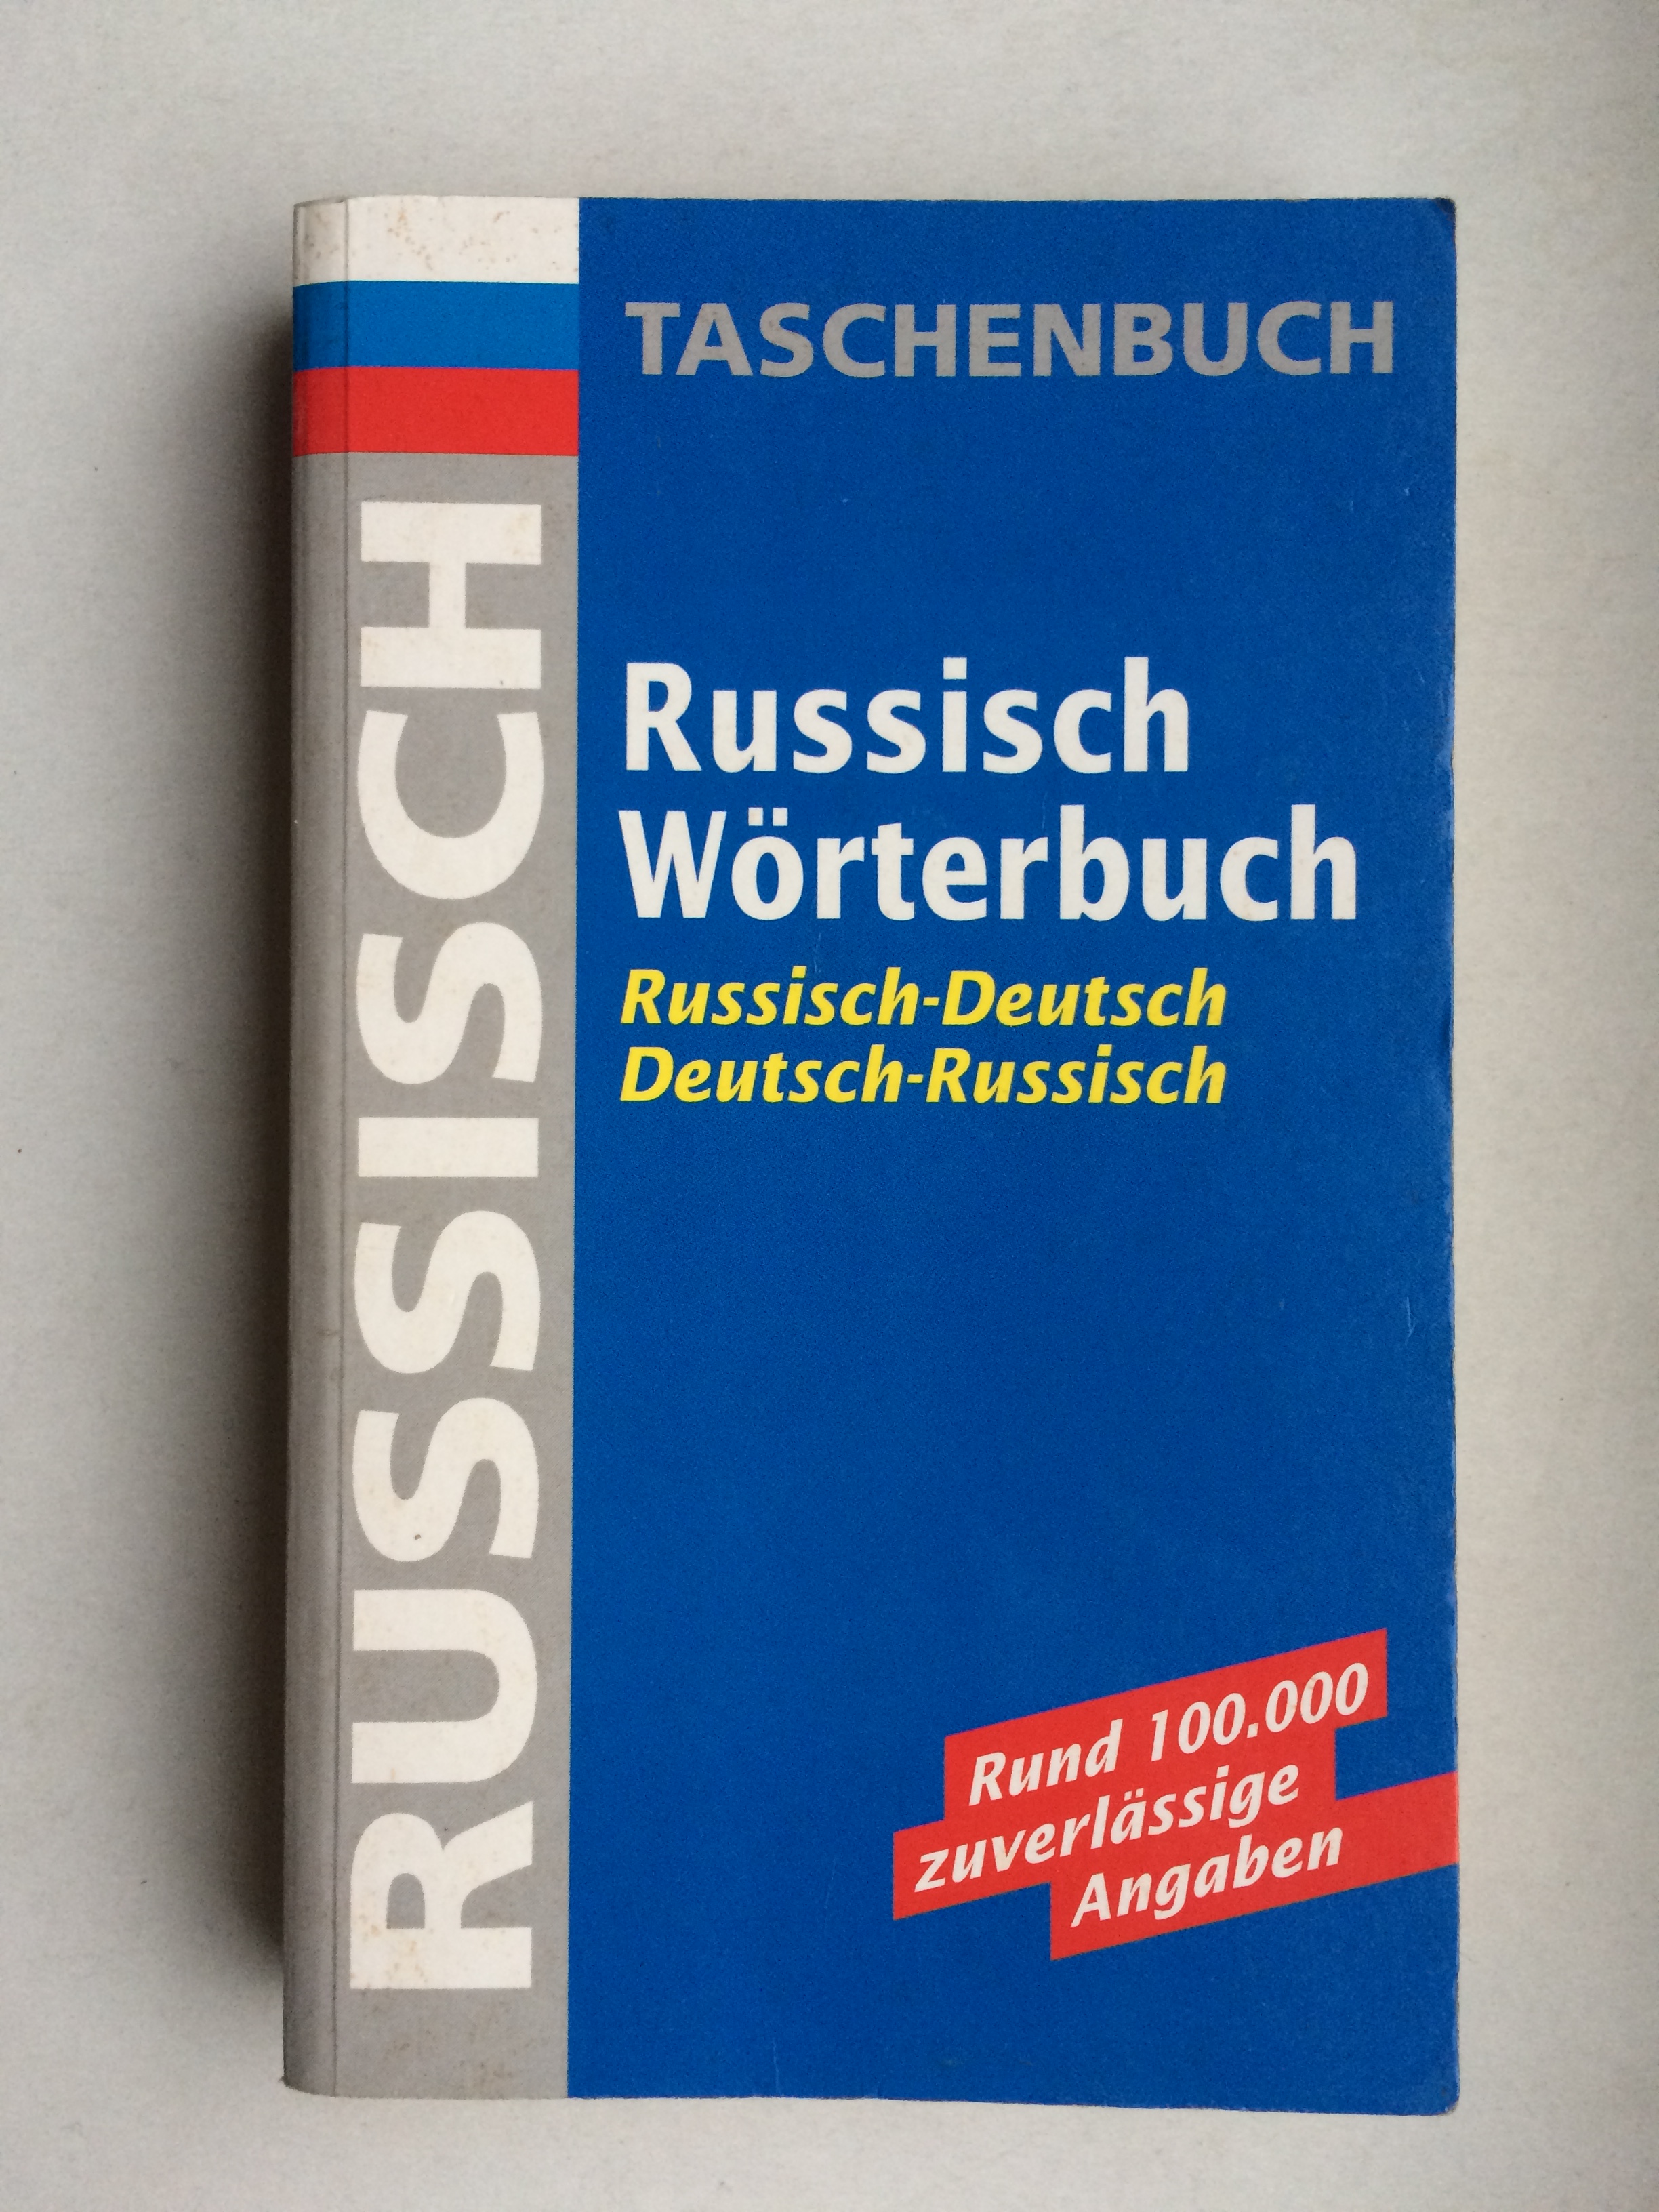 TASCHENBUCH
RUSSISCH
Russisch
Wörterbuch
Russisch-Deutsch
Deutsch-Russisch
Rund 100.000
zuverlässige
Angaben